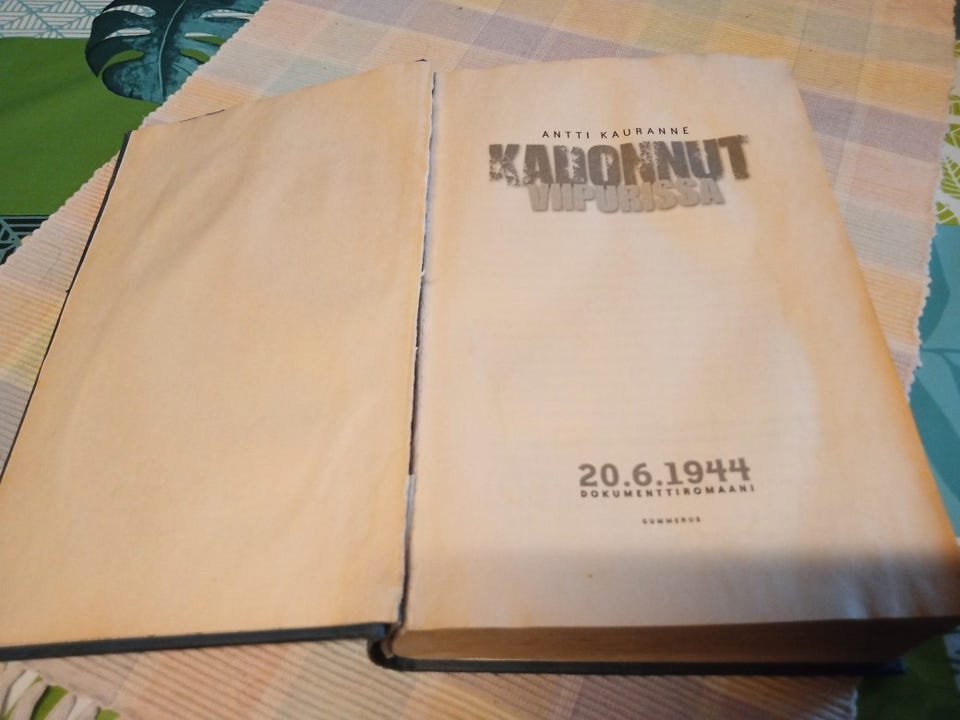 ANTTI KAURANNE
KADONNUT
VIIPURISSA
20.6.1944
DOKUMENTTIROMAANI
GUMMERUS